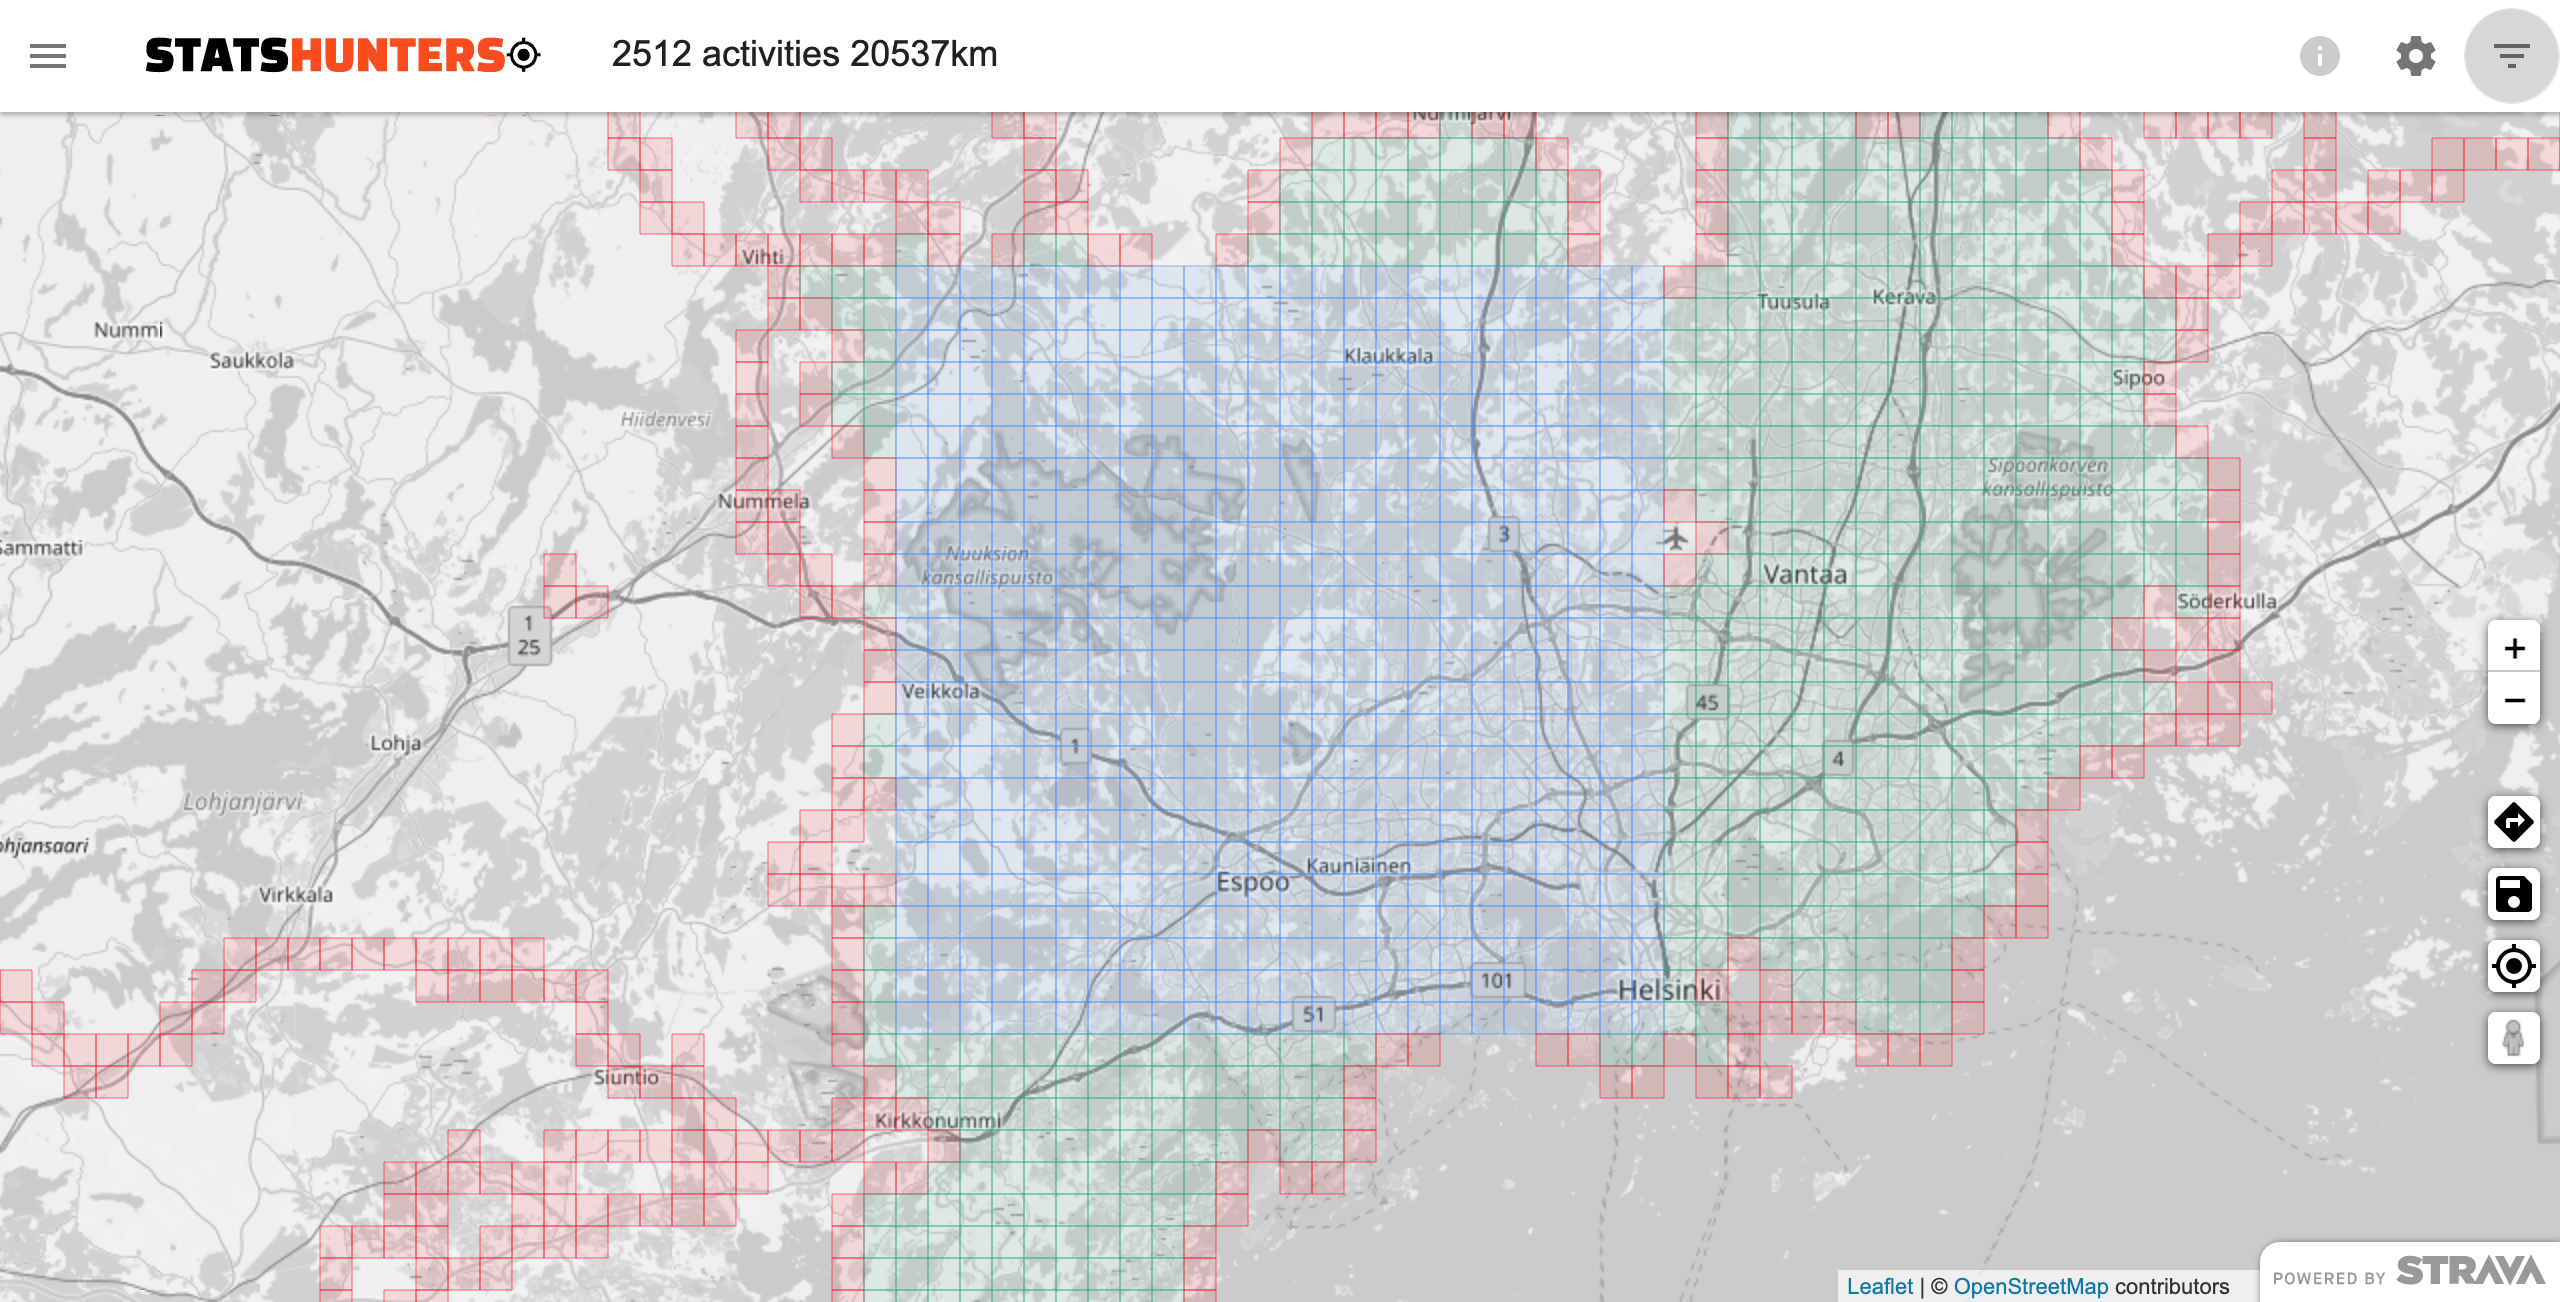 STATSHUNTERS
2512 activities 20537km
Nurmijärvi
Vihti
Tuusula
Kerava
Nummi
Saukkola
Klaukkala
Sipoo
Hiidenvesi
Sipoonkorven
kansallispuisto
Nummela
3
Sammatti
Nuuksion
kansallispuisto
Vantaa
Söderkulla
1
25
+
−
Veikkola
45
Lohja
1
4
Lohjanjärvi
ohjansaari
Kauniainen
Espoo
Virkkala
101
Helsinki
51
Siuntio
Kirkkonummi
POWERED BY STRAVA
Leaflet | © OpenStreetMap contributors